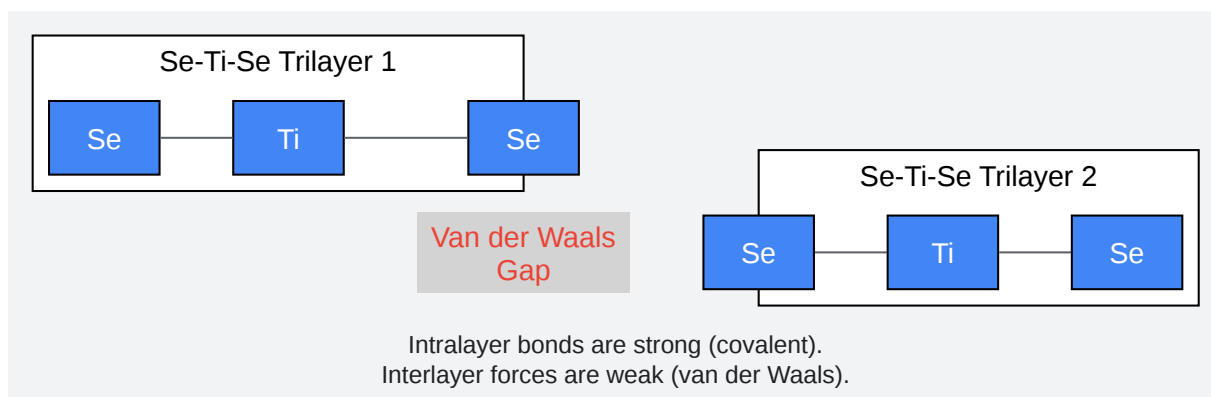 Se-Ti-Se Trilayer 1
Se
Ti
Se
Se-Ti-Se Trilayer 2
Van der Waals
Gap
Se
Ti
Se
Intralayer bonds are strong (covalent).
Interlayer forces are weak (van der Waals).